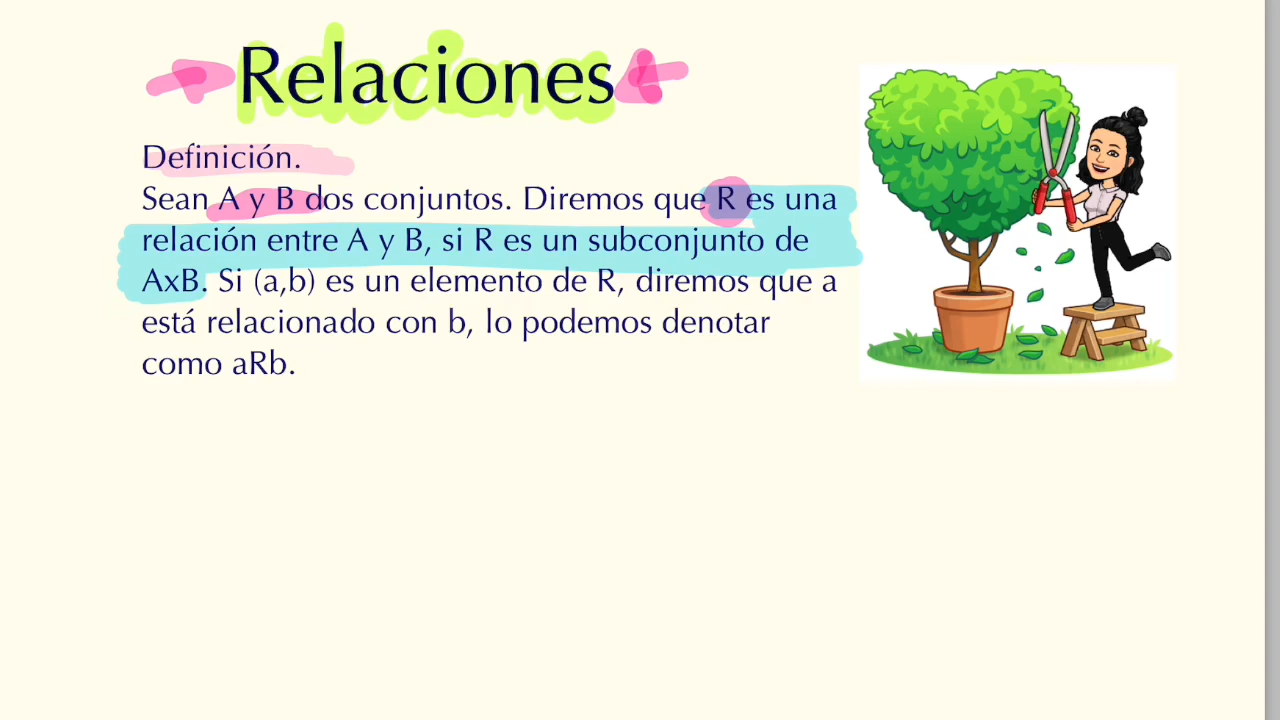 Relaciones
Definición.
Sean A y B dos conjuntos. Diremos que R es una
relación entre A y B, si R es un subconjunto de
AxB. Si (a,b) es un elemento de R, diremos que a
está relacionado con b, lo podemos denotar
como aRb.